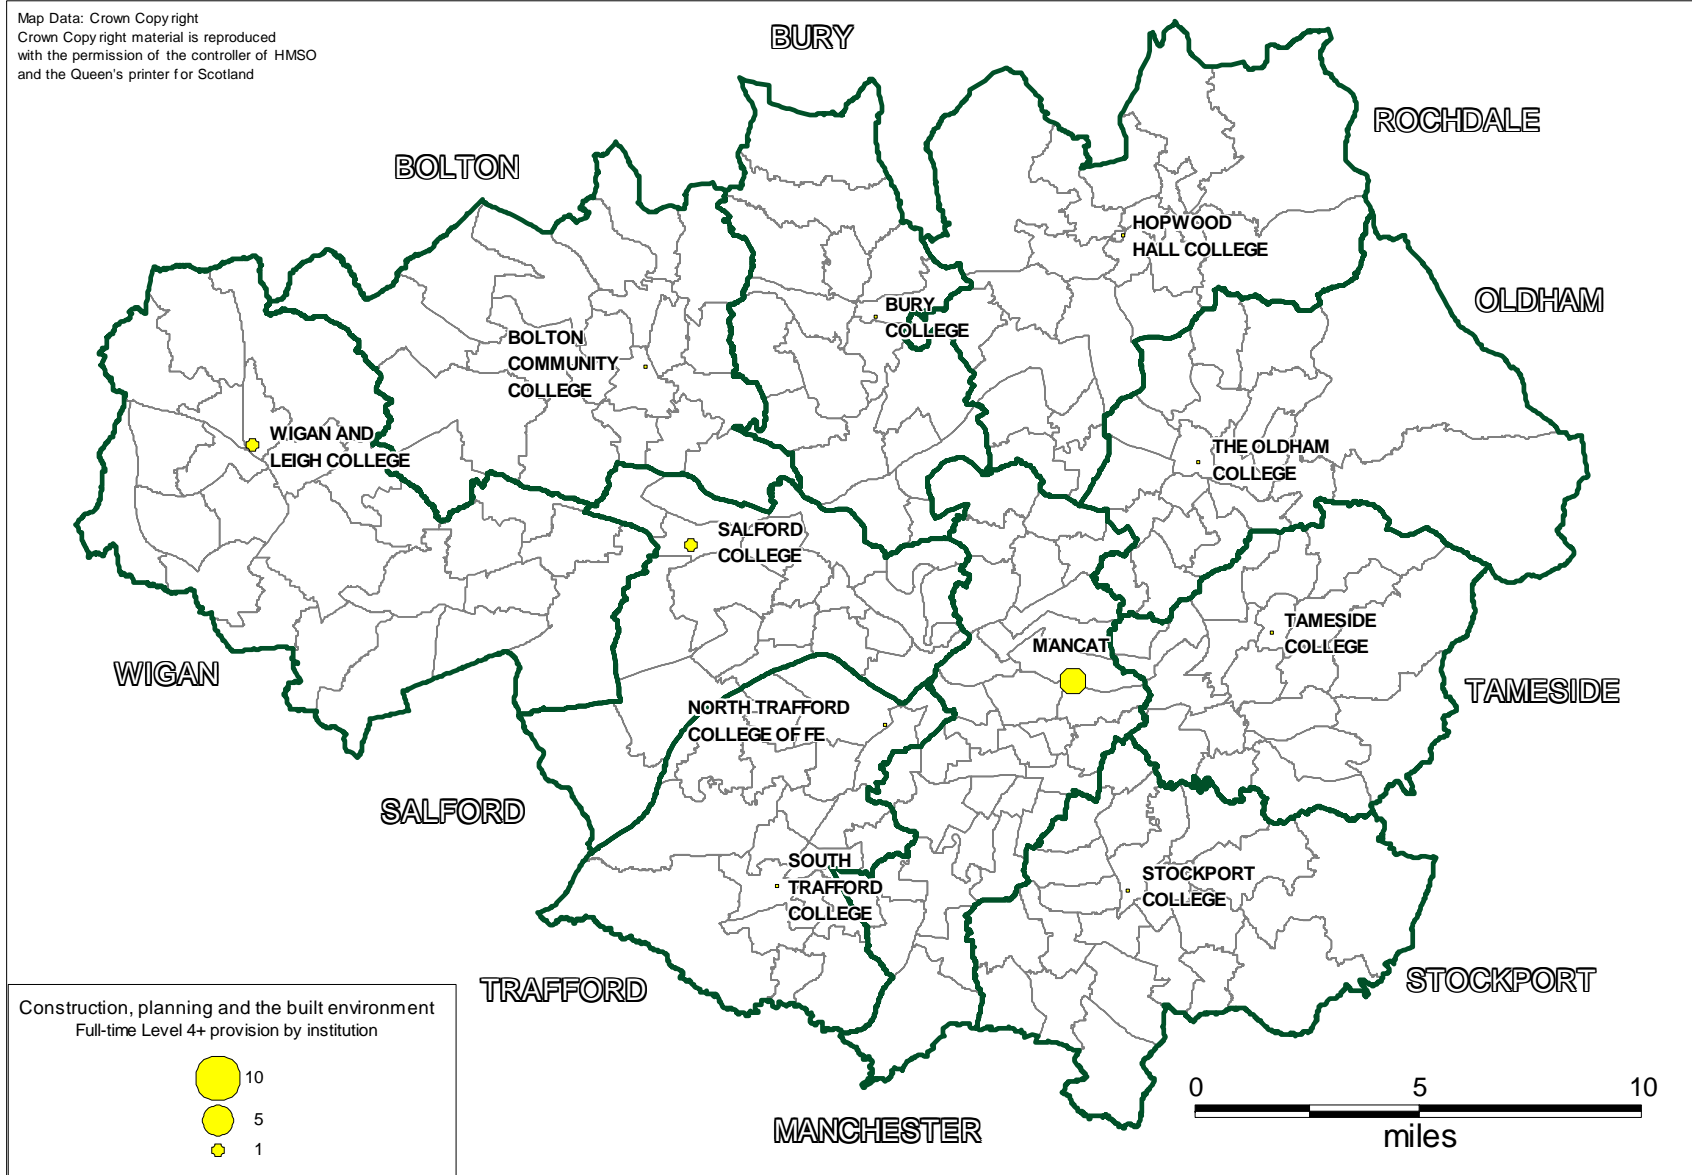 Map Data: Crown Copyright
Crown Copyright material is reproduced
with the permission of the controller of HMSO
and the Queen's printer for Scotland
BURY
ROCHDALE
BOLTON
HOPWOOD
HALL COLLEGE
OLDHAM
BURY
COLLEGE
BOLTON
COMMUNITY
COLLEGE
WIGAN AND
LEIGH COLLEGE
THE OLDHAM
COLLEGE
SALFORD
COLLEGE
TAMESIDE
COLLEGE
MANCAT
WIGAN
TAMESIDE
NORTH TRAFFORD
COLLEGE OF FE
SALFORD
SOUTH
TRAFFORD
COLLEGE
STOCKPORT
COLLEGE
TRAFFORD
STOCKPORT
Construction, planning and the built environment
Full-time Level 4+ provision by institution
10
5
1
0 5 10
miles
MANCHESTER